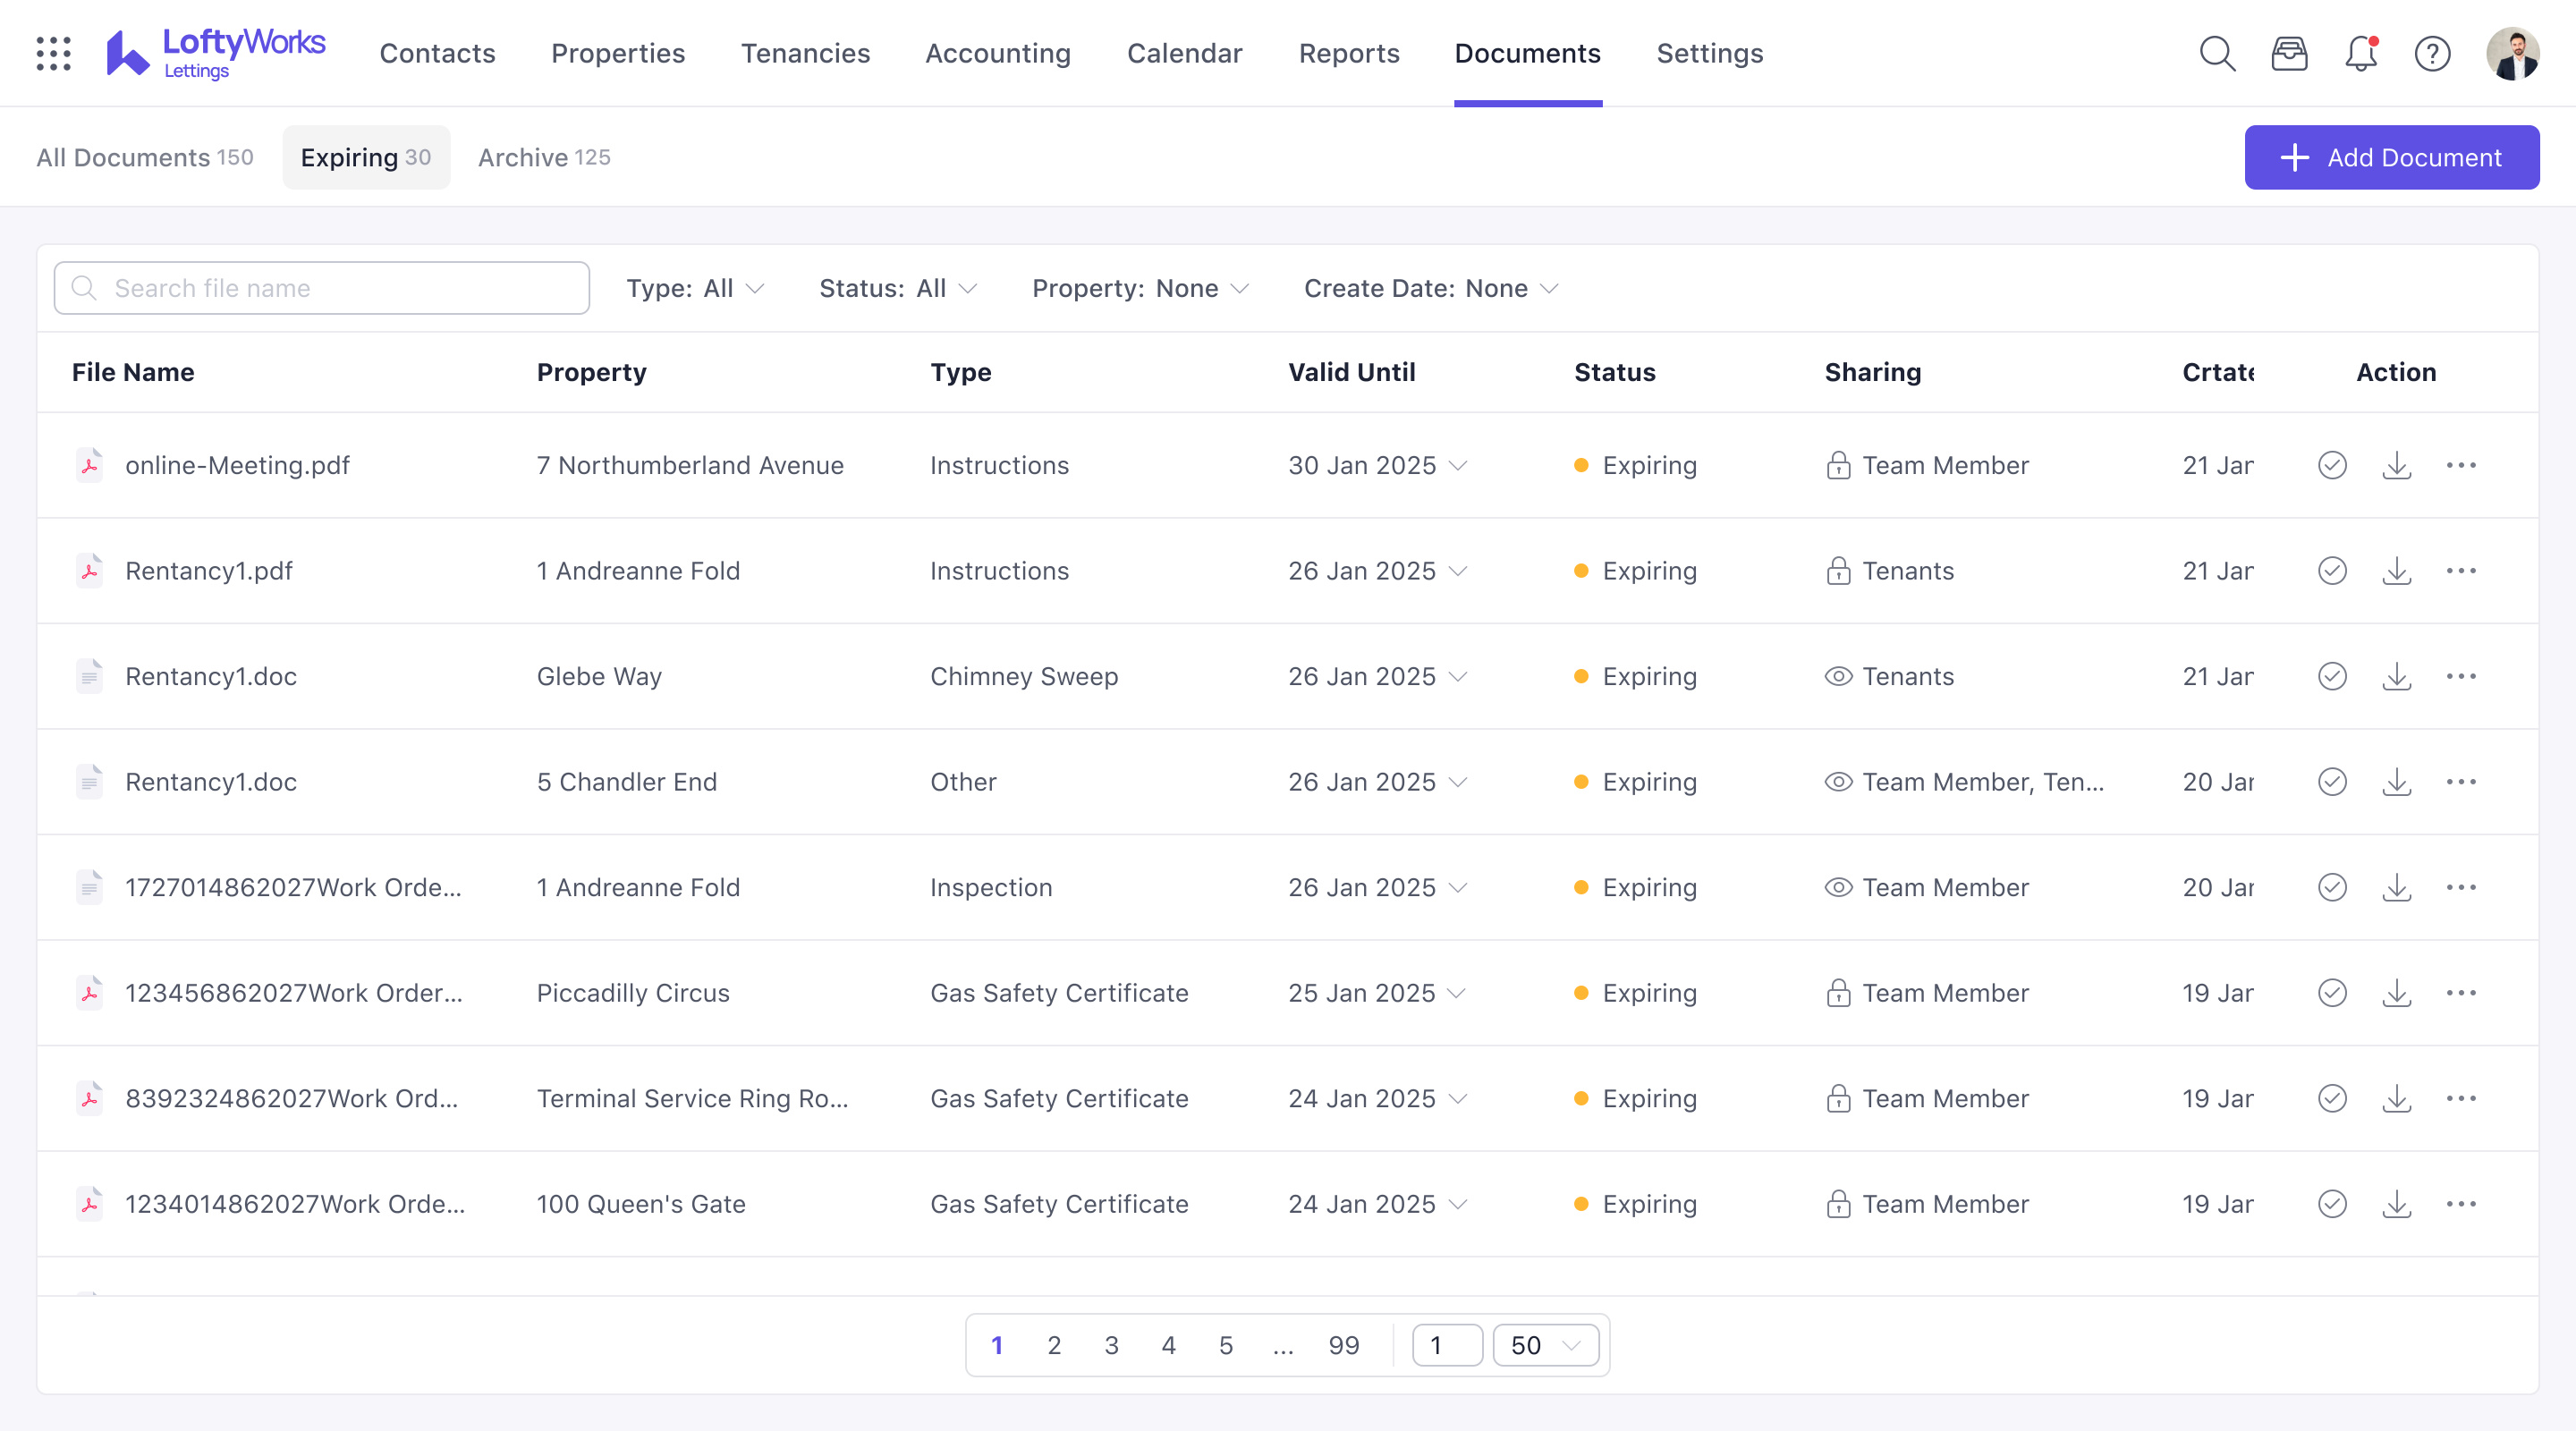 LoftyWorks
Lettings
Contacts Properties Tenancies Accounting Calendar Reports Documents Settings
All Documents 150 Expiring 30 Archive 125
Add Document
Search file name Type: All Status: All Property: None Create Date: None
File Name Property Type Valid Until Status Sharing Crtate Action
online-Meeting.pdf 7 Northumberland Avenue Instructions 30 Jan 2025 Expiring Team Member 21 Jan
Rentancy1.pdf 1 Andreanne Fold Instructions 26 Jan 2025 Expiring Tenants 21 Jan
Rentancy1.doc Glebe Way Chimney Sweep 26 Jan 2025 Expiring Tenants 21 Jan
Rentancy1.doc 5 Chandler End Other 26 Jan 2025 Expiring Team Member, Ten... 20 Jan
1727014862027Work Orde... 1 Andreanne Fold Inspection 26 Jan 2025 Expiring Team Member 20 Jan
123456862027Work Order... Piccadilly Circus Gas Safety Certificate 25 Jan 2025 Expiring Team Member 19 Jan
8392324862027Work Ord... Terminal Service Ring Ro... Gas Safety Certificate 24 Jan 2025 Expiring Team Member 19 Jan
1234014862027Work Orde... 100 Queen's Gate Gas Safety Certificate 24 Jan 2025 Expiring Team Member 19 Jan
1 2 3 4 5 ... 99 1 50